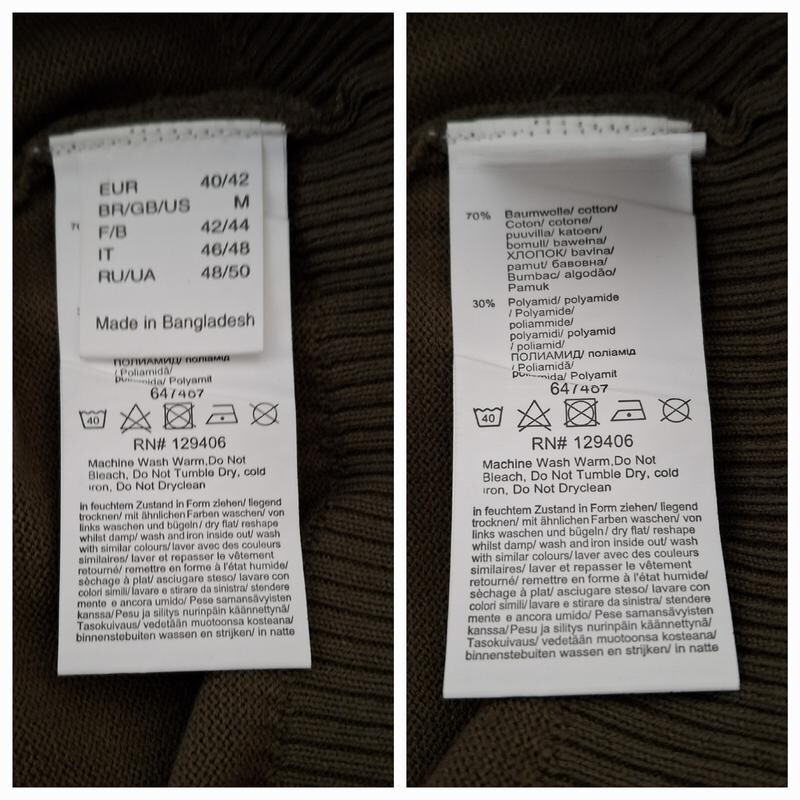 EUR 40/42
BR/GB/US M
F/B 42/44
IT 46/48
RU/UA 48/50
Made in Bangladesh
ПОЛИАМИД/ поліамід
/ Poliamidă/
Polyamit
647467
40
RN# 129406
Machine Wash Warm,Do Not
Bleach, Do Not Tumble Dry, cold
iron, Do Not Dryclean
in feuchtem Zustand in Form ziehen/ liegend
trocknen/ mit ähnlichen Farben waschen/ von
links waschen und bügeln/ dry flat/ reshape
whilst damp/ wash and iron inside out/ wash
with similar colours/ laver avec des couleurs
similaires/ laver et repasser le vêtement
retourné/ remettre en forme à l'état humide/
sèchage à plat/ asciugare steso/ lavare con
colori simili/ lavare e stirare da sinistra/ stendere
mente e ancora umido/ Pese samansävyisten
kanssa/Pesu ja silitys nurinpäin käännettynä/
Tasokuivaus/ vedetään muotoonsa kosteana/
binnenstebuiten wassen en strijken/ in natte
70% Baumwolle/ cotton/
Coton/ cotone/
puuvilla/ katoen/
bomull/ bawełna/
ХЛОПОК/ bavlna/
pamut/ бавовна/
Bumbac/ algodão/
Pamuk
30% Polyamid/ polyamide
/ Polyamide/
poliammide/
polyamidi/ polyamid
/ poliamid/
ПОЛИАМИД/ поліамід
/ Poliamidă/
Polyamit
647467
40
RN# 129406
Machine Wash Warm,Do Not
Bleach, Do Not Tumble Dry, cold
iron, Do Not Dryclean
in feuchtem Zustand in Form ziehen/ liegend
trocknen/ mit ähnlichen Farben waschen/ von
links waschen und bügeln/ dry flat/ reshape
whilst damp/ wash and iron inside out/ wash
with similar colours/ laver avec des couleurs
similaires/ laver et repasser le vêtement
retourné/ remettre en forme à l'état humide/
sèchage à plat/ asciugare steso/ lavare con
colori simili/ lavare e stirare da sinistra/ stendere
mente e ancora umido/ Pese samansävyisten
kanssa/Pesu ja silitys nurinpäin käännettynä/
Tasokuivaus/ vedetään muotoonsa kosteana/
binnenstebuiten wassen en strijken/ in natte